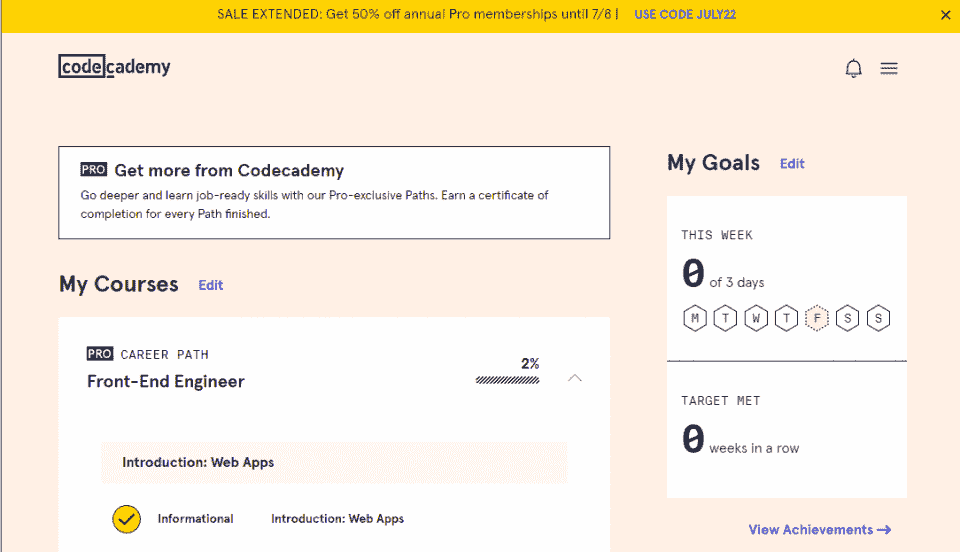 SALE EXTENDED: Get 50% off annual Pro memberships until 7/8 | USE CODE JULY22
codecademy
PRO Get more from Codecademy
Go deeper and learn job-ready skills with our Pro-exclusive Paths. Earn a certificate of
completion for every Path finished.
My Courses Edit
PRO CAREER PATH
Front-End Engineer
2%
Introduction: Web Apps
Informational Introduction: Web Apps
My Goals Edit
THIS WEEK
0 of 3 days
M T W T F S S
TARGET MET
0 weeks in a row
View Achievements